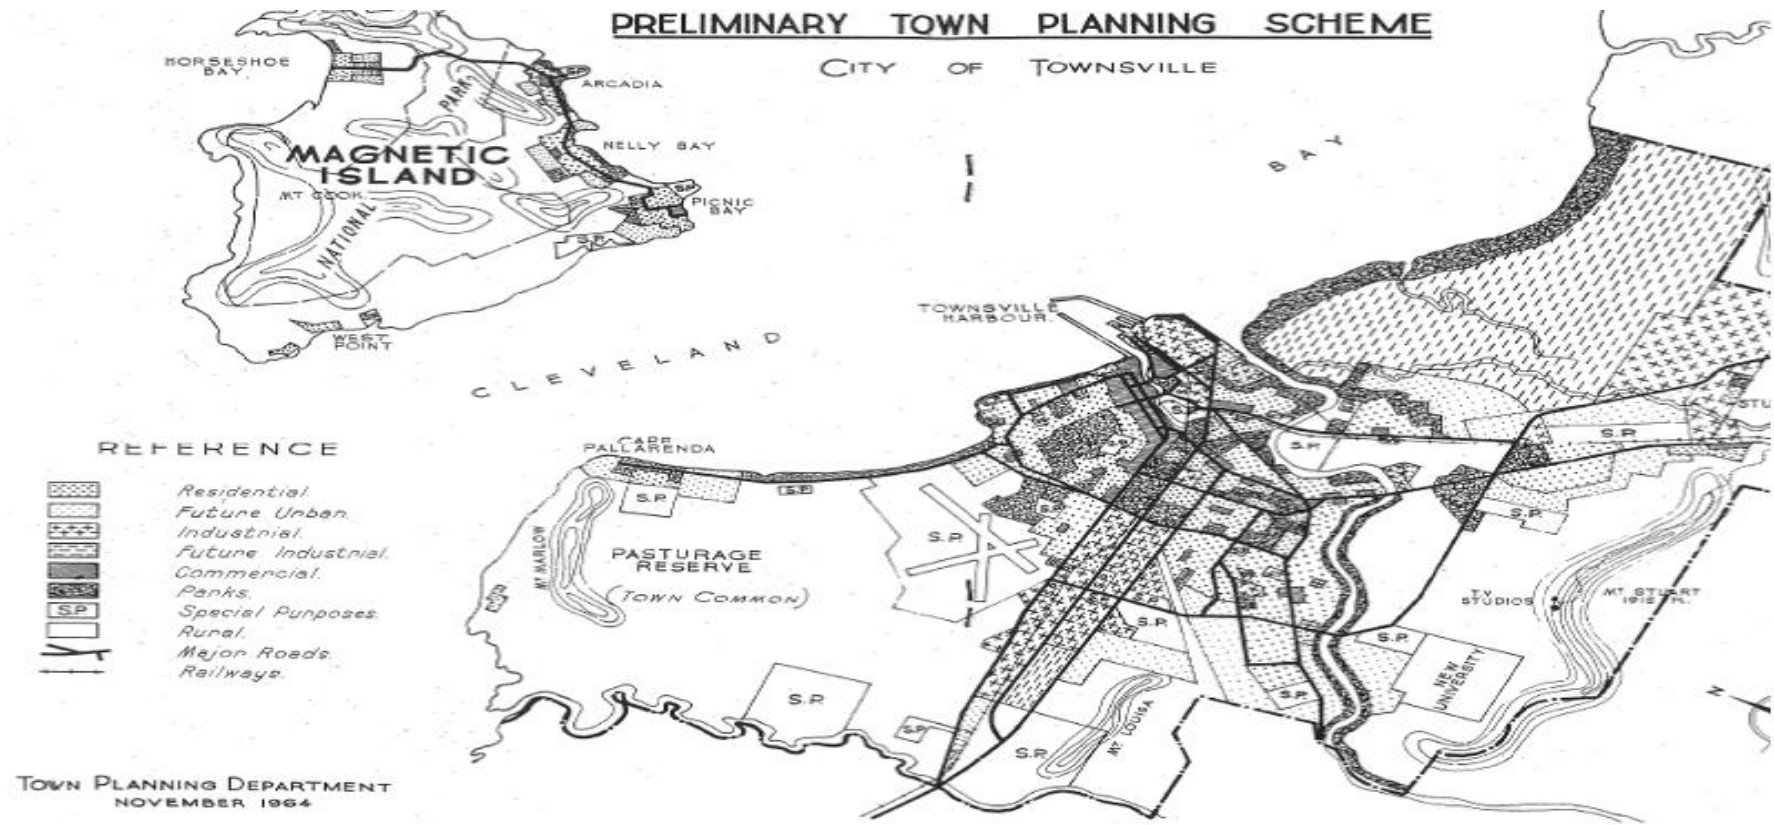 PRELIMINARY TOWN PLANNING SCHEME
CITY OF TOWNSVILLE
HORSESHOE
BAY.
ARCADIA
S.P.
PARK
NELLY BAY
MAGNETIC
ISLAND
MT COOK.
NATIONAL
S.P.
PICNIC
BAY
S.P.
WEST
POINT
BAY
CLEVELAND
TOWNSVILLE
HARBOUR.
CAPE
PALLARENDA
S.P.
S.P.
S.P.
MT. MARLOW
PASTURAGE
RESERVE
(TOWN COMMON)
S.P.
S.P.
S.P.
S.P.
S.P.
STU
S.P.
S.P.
S.P.
S.P.
S.P.
S.P.
T.V.
STUDIOS
MT. STUART
NEW
UNIVERSITY
MT. LOUISA
N
REFERENCE
Residential.
Future Urban.
Industrial.
Future Industrial.
Commercial.
Parks.
S.P. Special Purposes.
Rural.
Major Roads.
Railways.
TOWN PLANNING DEPARTMENT
NOVEMBER 1964